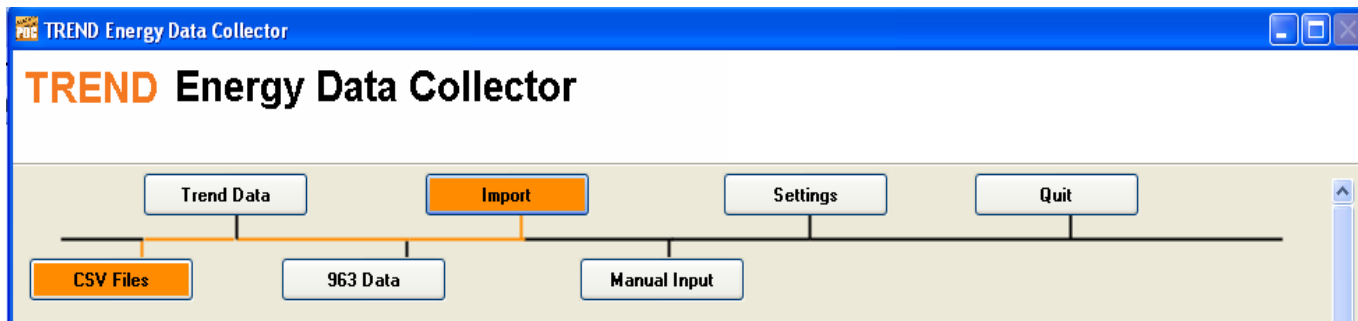 TREND Energy Data Collector
TREND Energy Data Collector
Trend Data Import Settings Quit
CSV Files 963 Data Manual Input